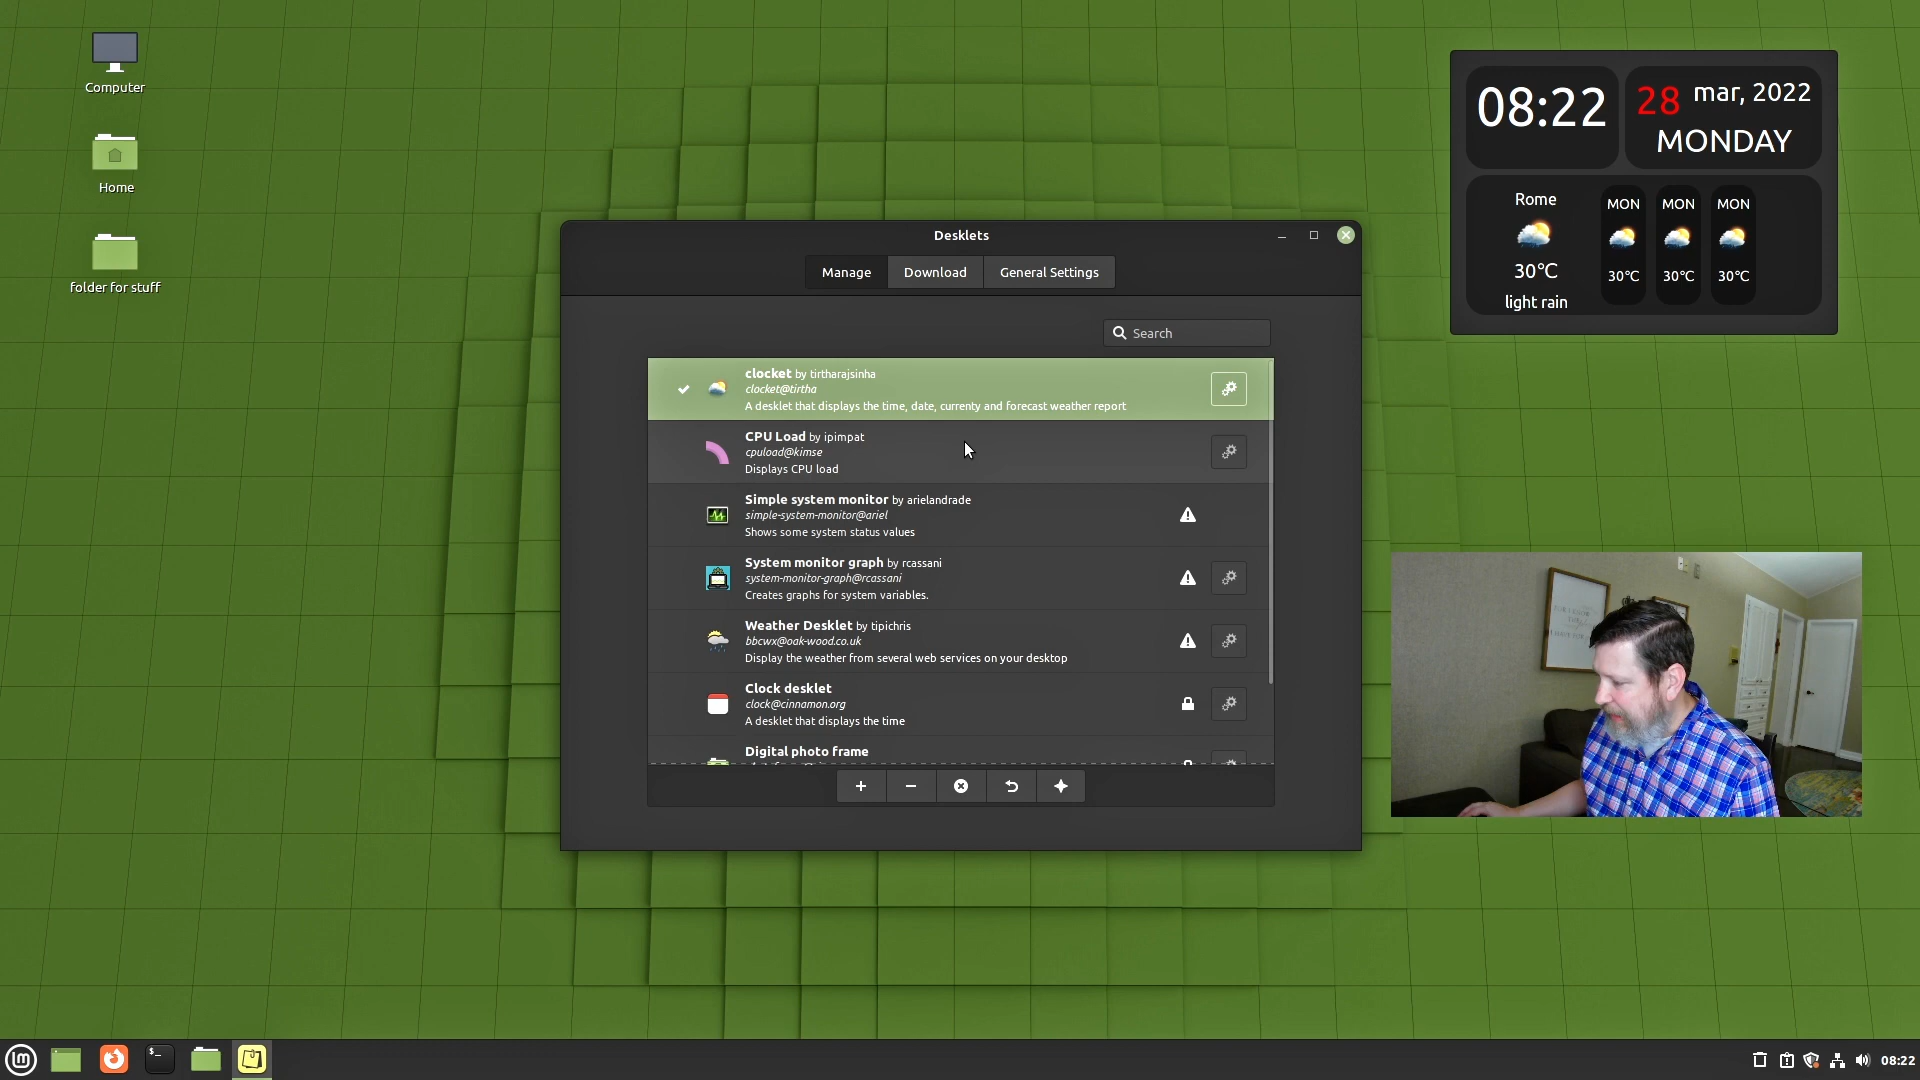 Computer
Home
folder for stuff
08:22
28 mar, 2022
MONDAY
Rome
30℃
light rain
MON
30℃
MON
30℃
MON
30℃
Desklets
Manage
Download
General Settings
Search
clocket by tirtharajsinha
clocket@tirtha
A desklet that displays the time, date, currenty and forecast weather report
CPU Load by ipimpat
cpuload@kimse
Displays CPU load
Simple system monitor by arielandrade
simple-system-monitor@ariel
Shows some system status values
System monitor graph by rcassani
system-monitor-graph@rcassani
Creates graphs for system variables.
Weather Desklet by tipichris
bbcwx@oak-wood.co.uk
Display the weather from several web services on your desktop
Clock desklet
clock@cinnamon.org
A desklet that displays the time
Digital photo frame
08:22